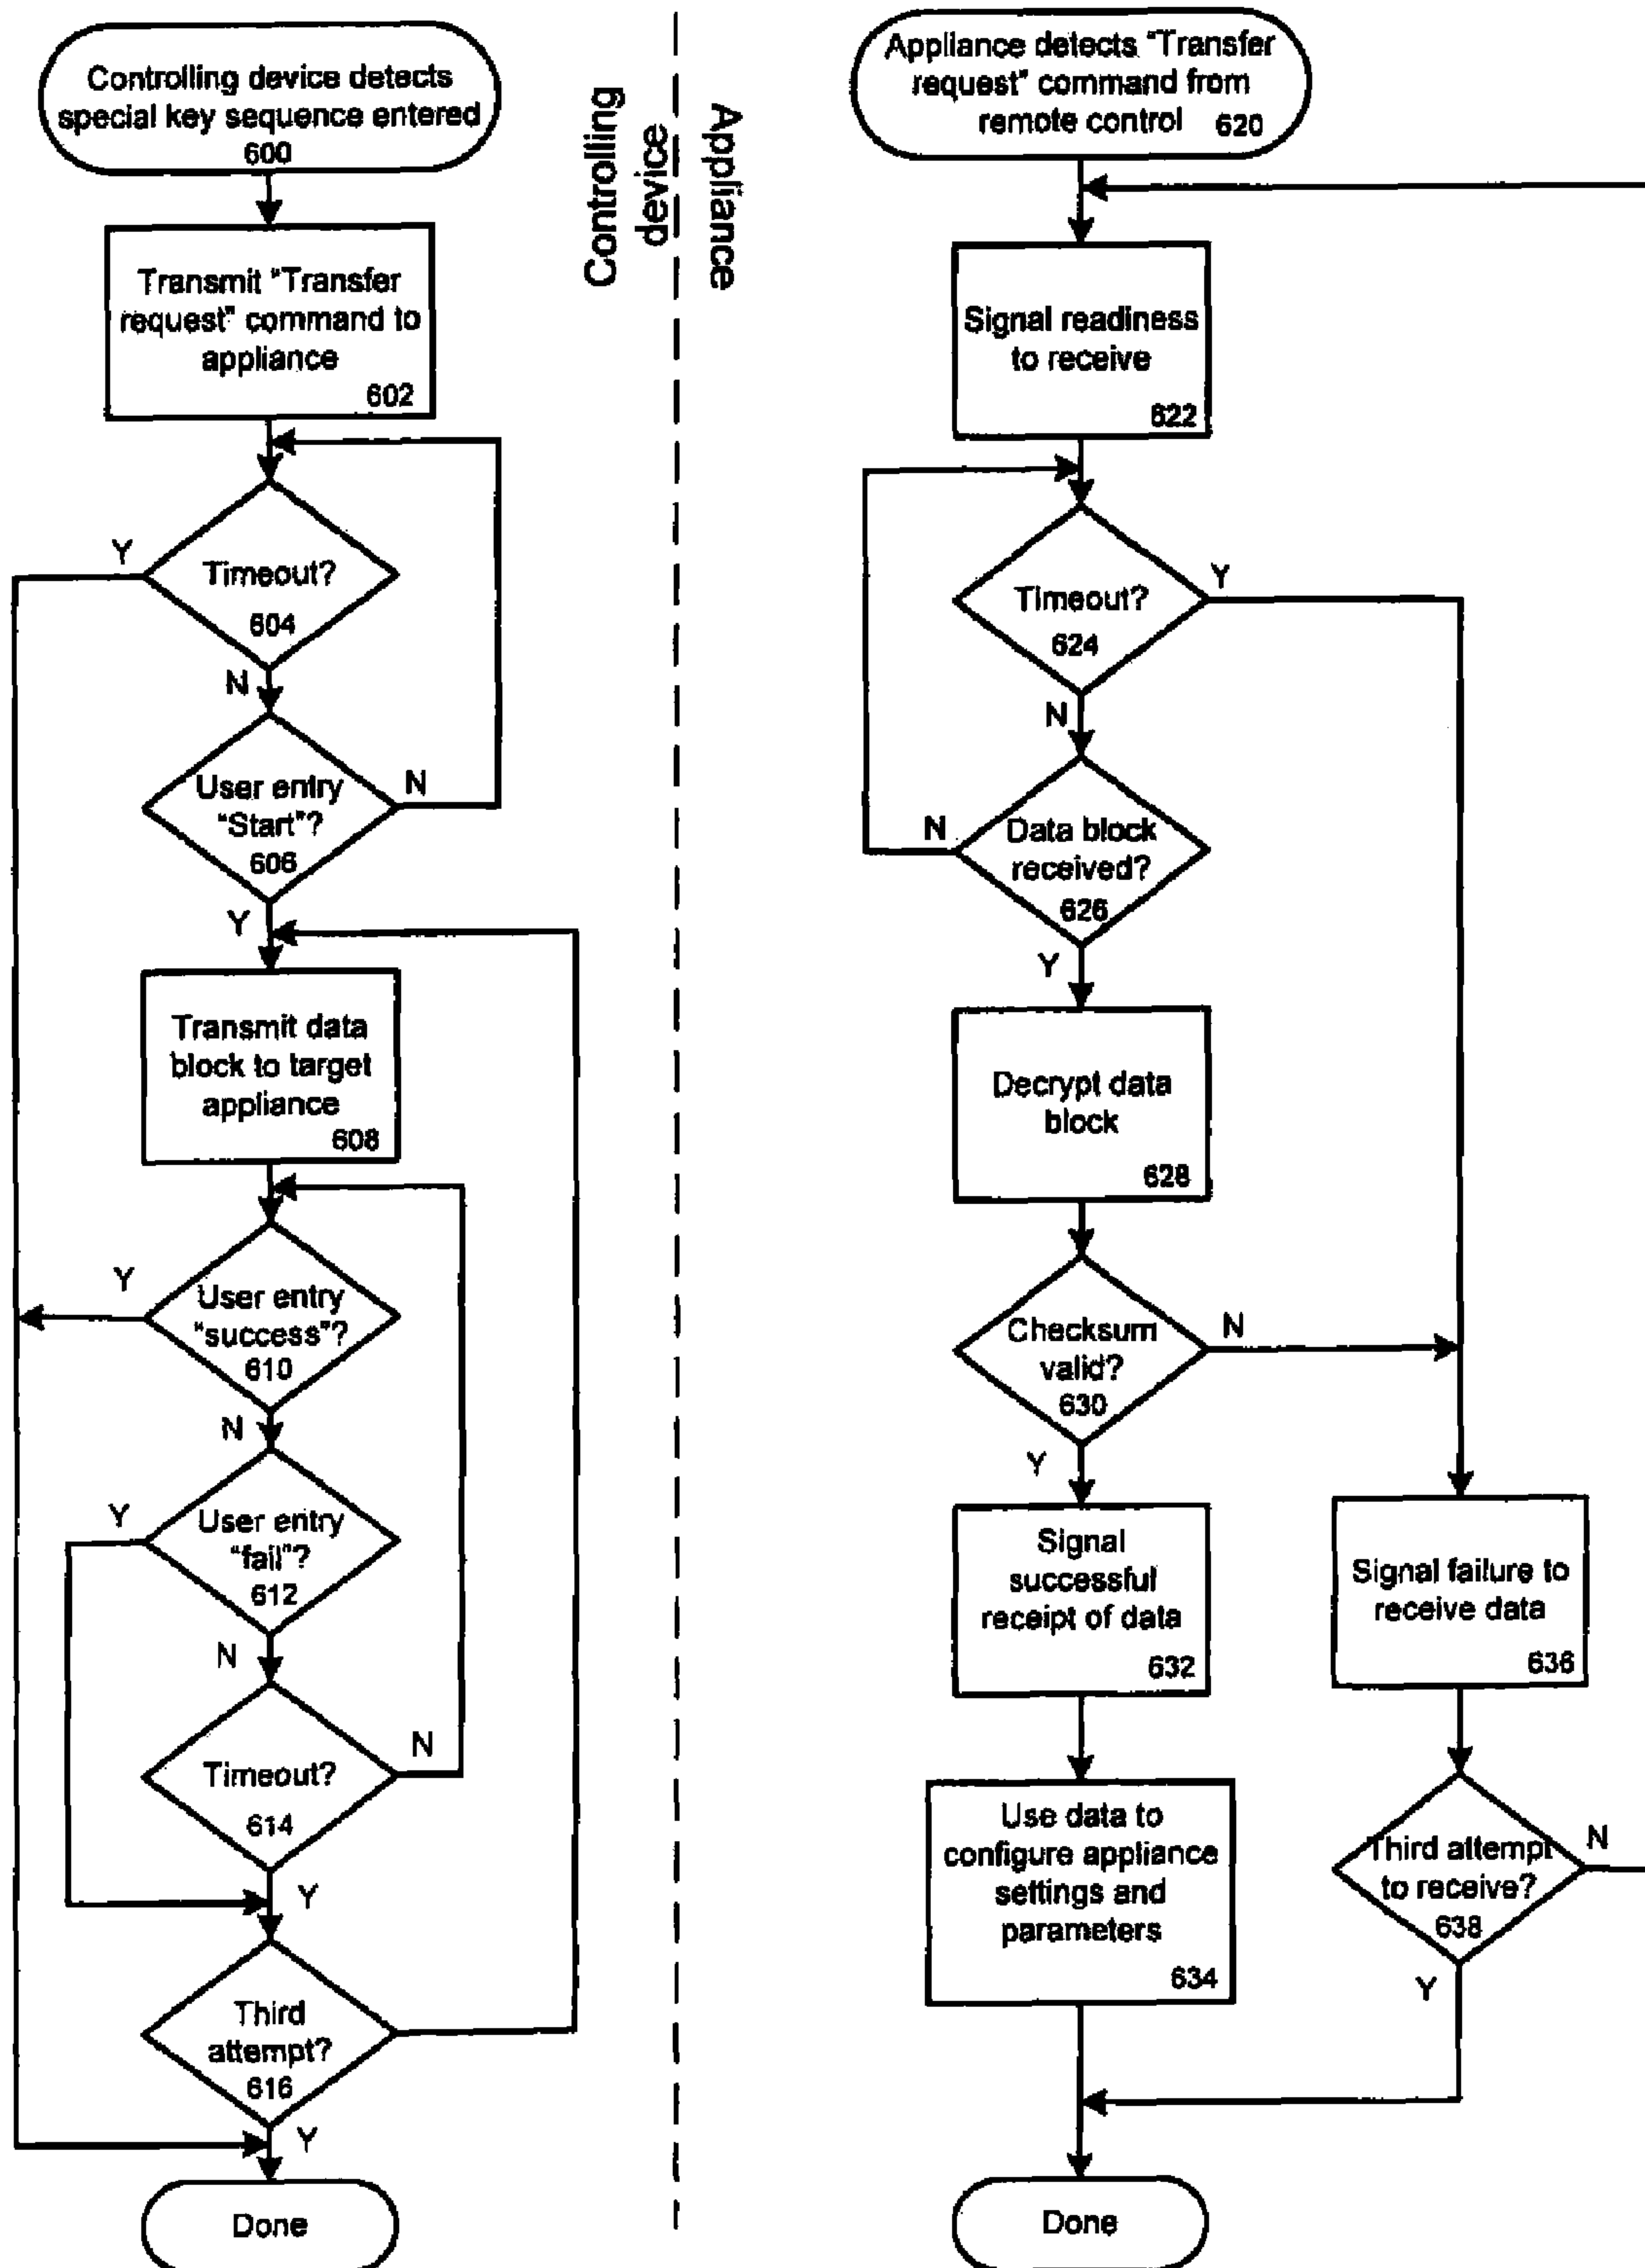 Controlling device detects
special key sequence entered
600
Transmit "Transfer
request" command to
appliance
602
Timeout?
604
Y
N
User entry
"Start"?
606
N
Y
Transmit data
block to target
appliance
608
User entry
"success"?
610
Y
N
User entry
"fail"?
612
Y
N
Timeout?
614
N
Y
Third
attempt?
616
Y
Done
Controlling
device
Appliance
Appliance detects "Transfer
request" command from
remote control 620
Signal readiness
to receive
622
Timeout?
624
Y
N
Data block
received?
626
N
Y
Decrypt data
block
628
Checksum
valid?
630
N
Y
Signal
successful
receipt of data
632
Signal failure to
receive data
636
Use data to
configure appliance
settings and
parameters
634
Third attempt
to receive?
638
N
Y
Done